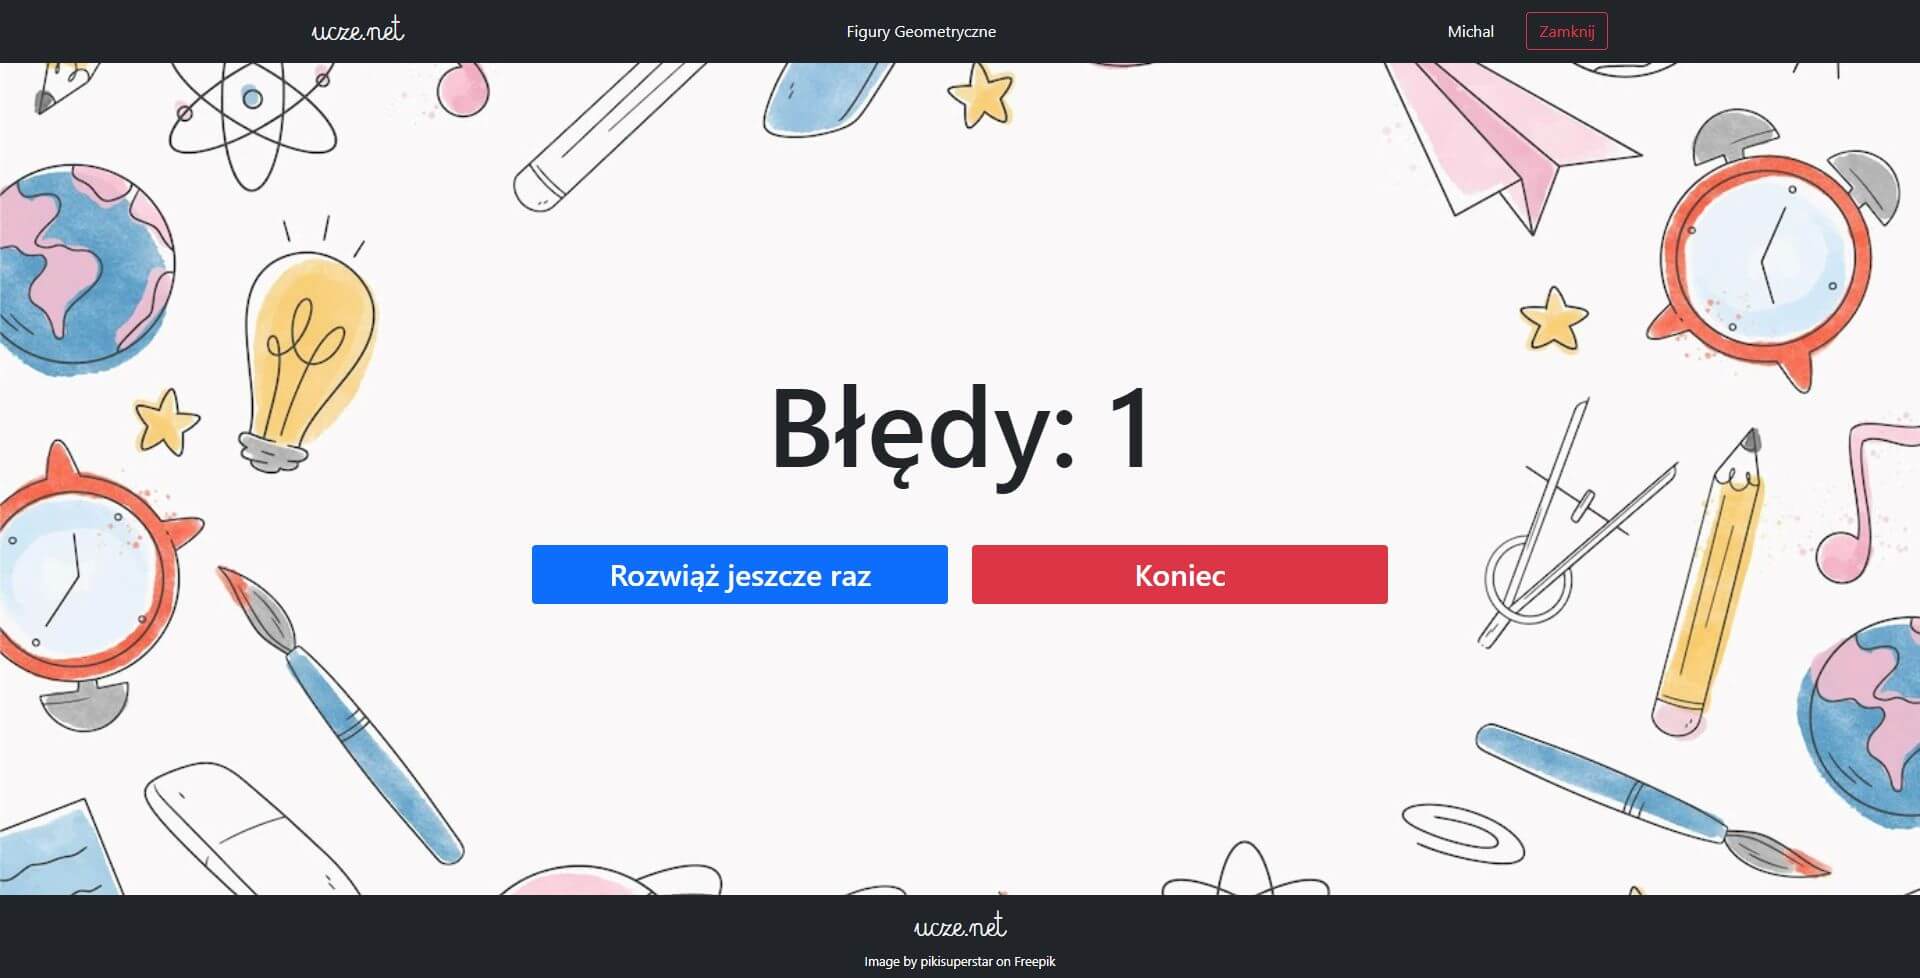 ucze.net
Figury Geometryczne
Michal
Zamknij
Błędy: 1
Rozwiąż jeszcze raz
Koniec
ucze.net
Image by pikisuperstar on Freepik